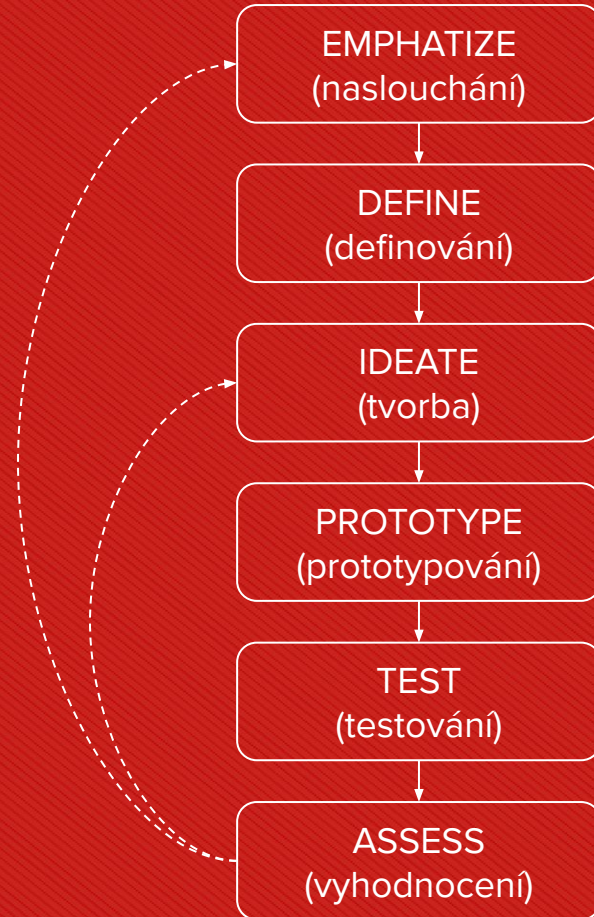 EMPHATIZE
(naslouchání)
DEFINE
(definování)
IDEATE
(tvorba)
PROTOTYPE
(prototypování)
TEST
(testování)
ASSESS
(vyhodnocení)